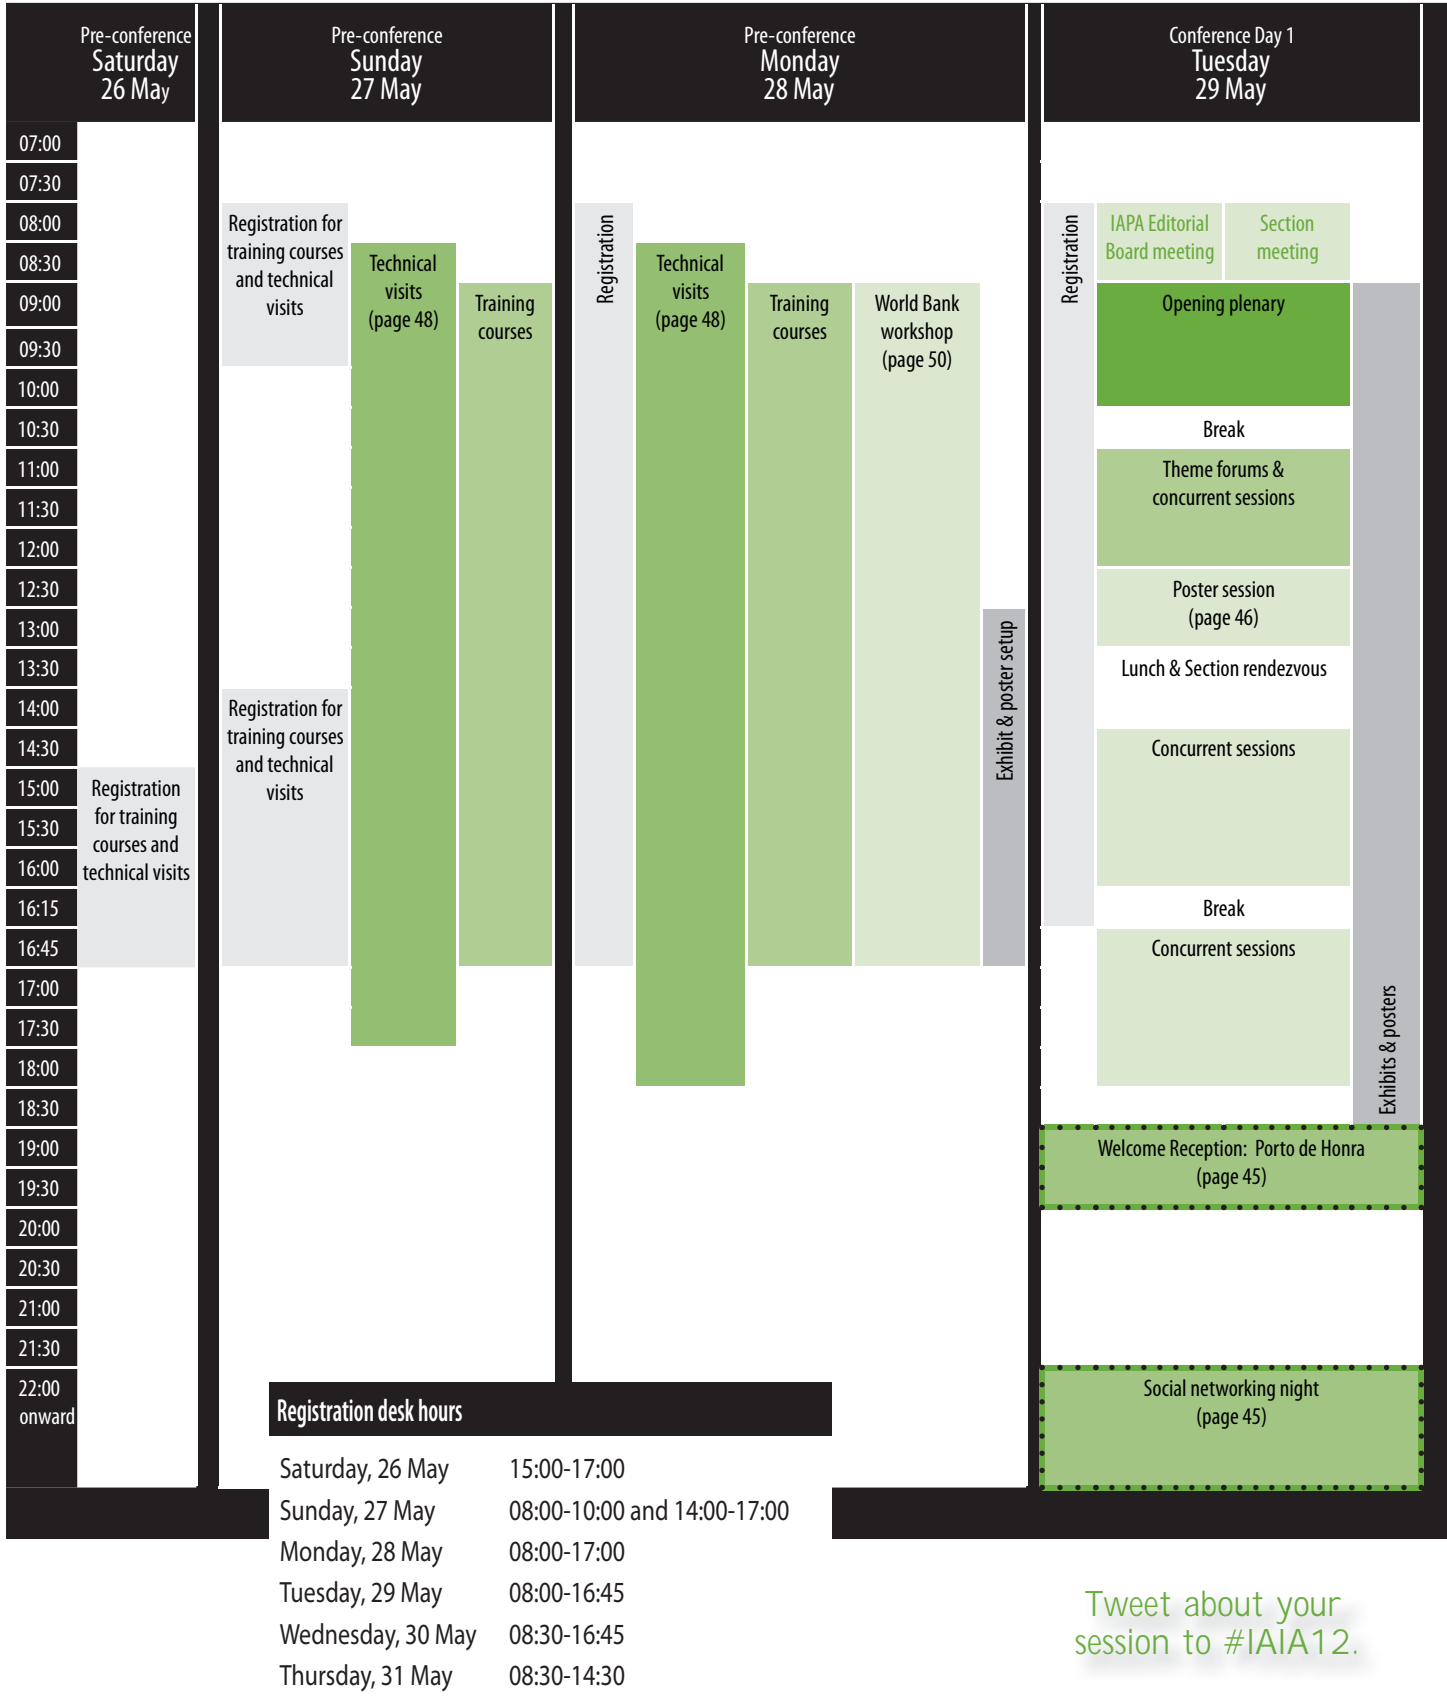 Pre-conference
Saturday
26 May
Pre-conference
Sunday
27 May
Pre-conference
Monday
28 May
Conference Day 1
Tuesday
29 May
07:00
07:30
08:00
08:30
09:00
09:30
10:00
10:30
11:00
11:30
12:00
12:30
13:00
13:30
14:00
14:30
15:00
15:30
16:00
16:15
16:45
17:00
17:30
18:00
18:30
19:00
19:30
20:00
20:30
21:00
21:30
22:00
onward
Registration
for training
courses and
technical visits
Registration for
training courses
and technical
visits
Registration for
training courses
and technical
visits
Technical
visits
(page 48)
Training
courses
Registration
Technical
visits
(page 48)
Training
courses
World Bank
workshop
(page 50)
Exhibit & poster setup
Registration
IAPA Editorial
Board meeting
Section
meeting
Opening plenary
Break
Theme forums &
concurrent sessions
Poster session
(page 46)
Lunch & Section rendezvous
Concurrent sessions
Break
Concurrent sessions
Exhibits & posters
Welcome Reception: Porto de Honra
(page 45)
Social networking night
(page 45)
Registration desk hours
Saturday, 26 May 15:00-17:00
Sunday, 27 May 08:00-10:00 and 14:00-17:00
Monday, 28 May 08:00-17:00
Tuesday, 29 May 08:00-16:45
Wednesday, 30 May 08:30-16:45
Thursday, 31 May 08:30-14:30
Tweet about your
session to #IAIA12.